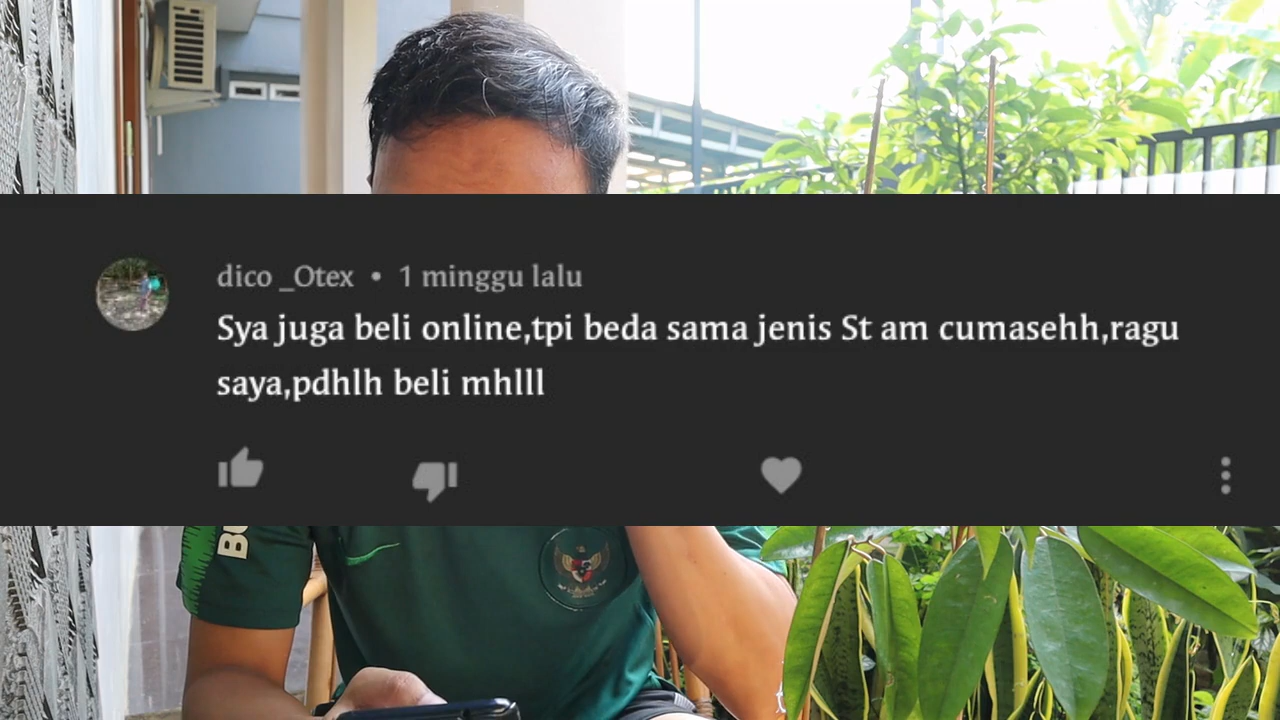 dico _Otex • 1 minggu lalu
Sya juga beli online,tpi beda sama jenis St am cumasehh,ragu
saya,pdhlh beli mhlll